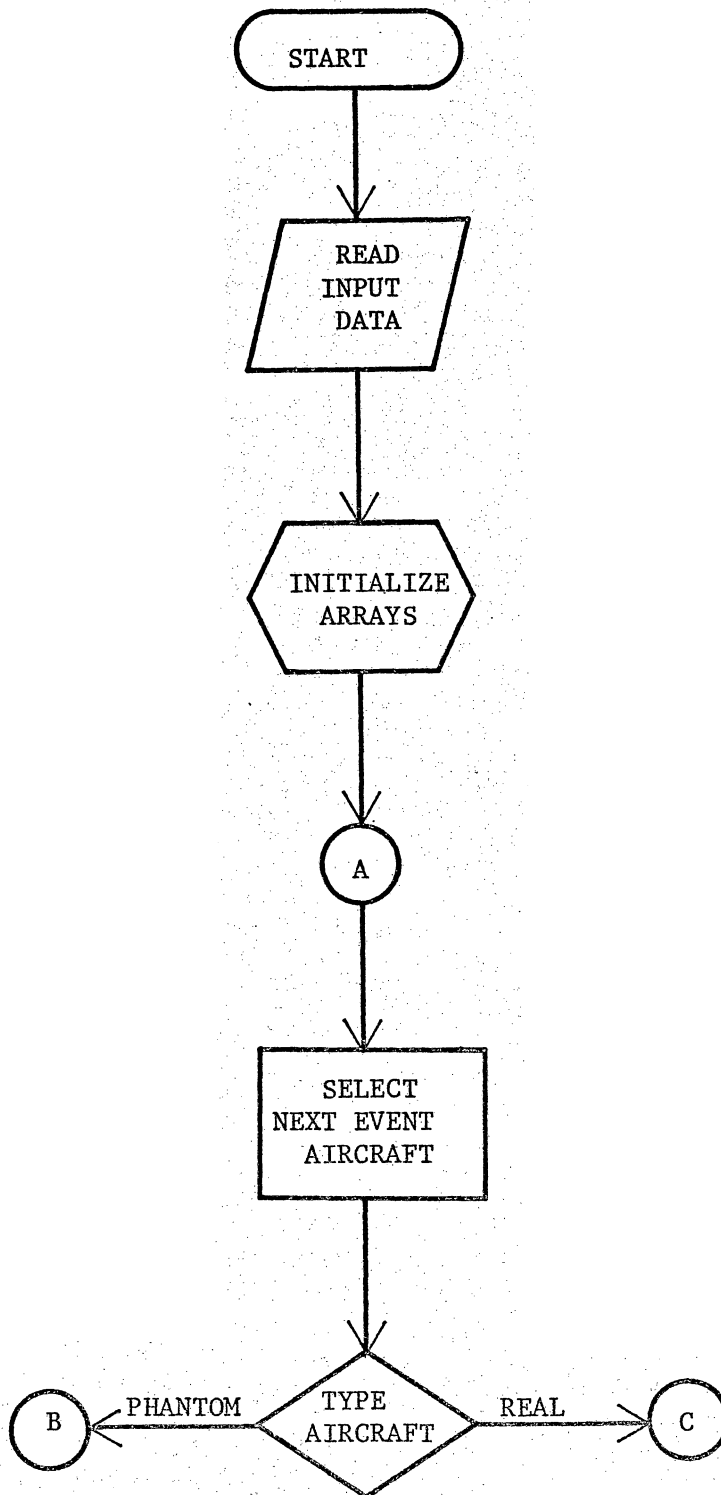 START
READ
INPUT
DATA
INITIALIZE
ARRAYS
A
SELECT
NEXT EVENT
AIRCRAFT
B
PHANTOM
TYPE
AIRCRAFT
REAL
C